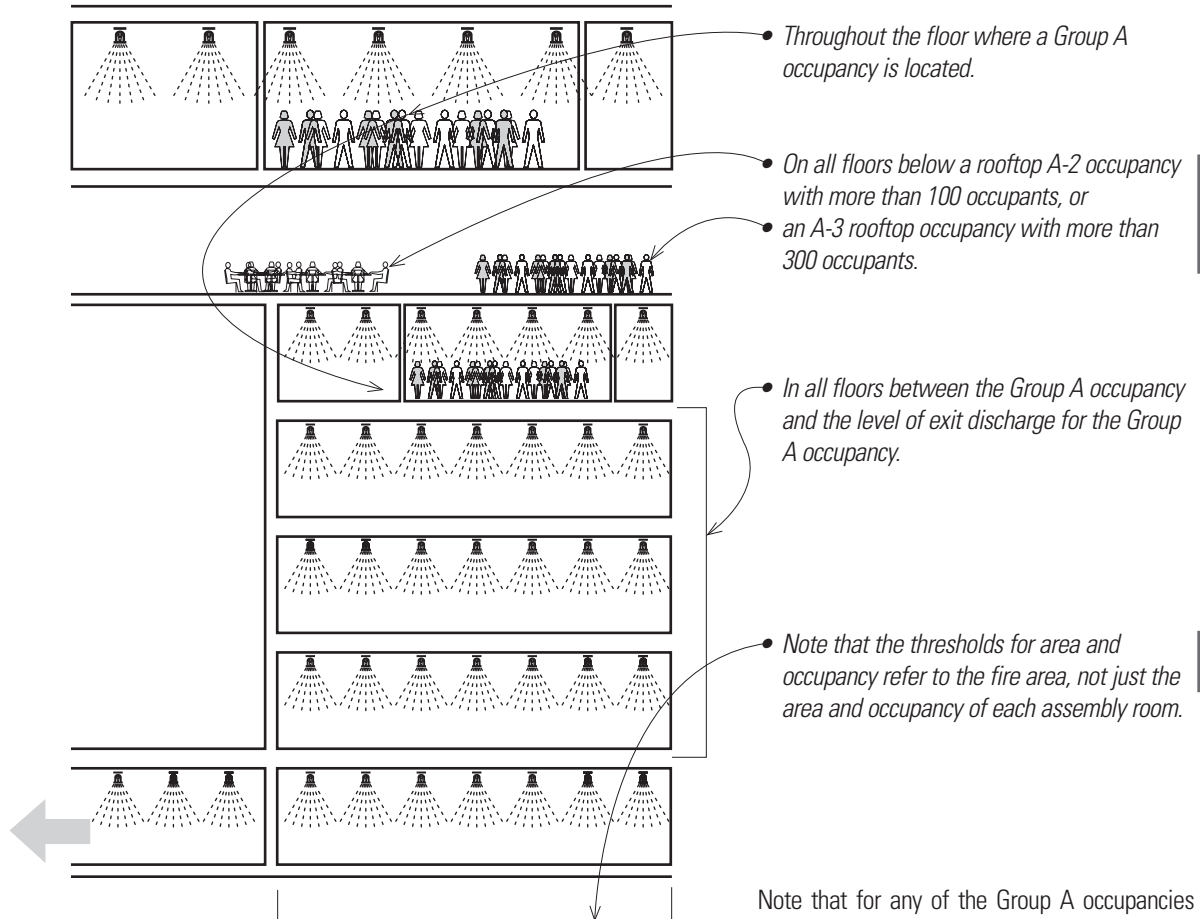 • Throughout the floor where a Group A
occupancy is located.
• On all floors below a rooftop A-2 occupancy
with more than 100 occupants, or
• an A-3 rooftop occupancy with more than
300 occupants.
• In all floors between the Group A occupancy
and the level of exit discharge for the Group
A occupancy.
• Note that the thresholds for area and
occupancy refer to the fire area, not just the
area and occupancy of each assembly room.
Note that for any of the Group A occupancies